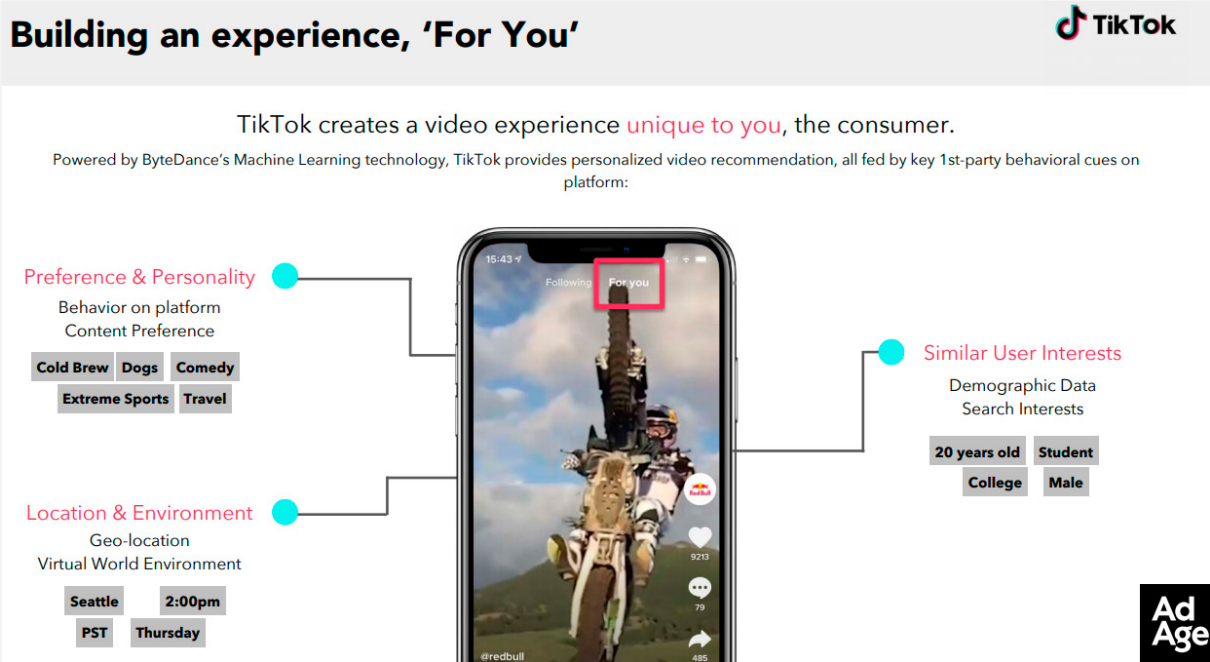 Building an experience, ‘For You’
TikTok
TikTok creates a video experience unique to you, the consumer.
Powered by ByteDance’s Machine Learning technology, TikTok provides personalized video recommendation, all fed by key 1st-party behavioral cues on
platform:
Preference & Personality
Behavior on platform
Content Preference
Cold Brew Dogs Comedy
Extreme Sports Travel
Location & Environment
Geo-location
Virtual World Environment
Seattle 2:00pm
PST Thursday
15:43
Following For you
RedBull
9213
79
485
@redbull
Similar User Interests
Demographic Data
Search Interests
20 years old Student
College Male
Ad
Age